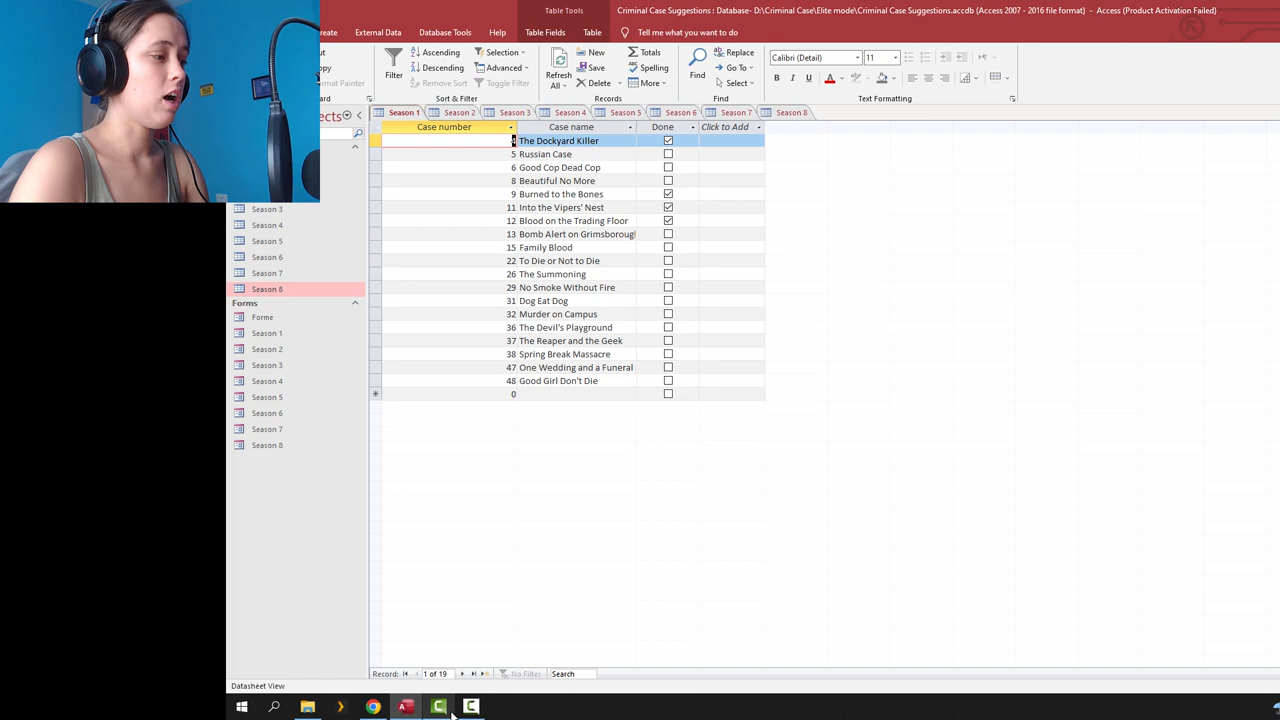 Table Tools
Criminal Case Suggestions : Database- D:\Criminal Case\Elite mode\Criminal Case Suggestions.accdb (Access 2007 - 2016 file format) - Access (Product Activation Failed)
External Data
Database Tools
Help
Table Fields
Table
Tell me what you want to do
Ascending
Descending
Remove Sort
Selection
Advanced
Toggle Filter
Filter
Sort & Filter
Refresh
All
New
Save
Delete
Totals
Spelling
More
Records
Find
Replace
Go To
Select
Find
Calibri (Detail)
11
B I U A
Text Formatting
Season 1
Season 2
Season 3
Season 4
Season 5
Season 6
Season 7
Season 8
Case number
Case name
Done
Click to Add
The Dockyard Killer
5 Russian Case
6 Good Cop Dead Cop
8 Beautiful No More
9 Burned to the Bones
11 Into the Vipers' Nest
12 Blood on the Trading Floor
13 Bomb Alert on Grimsboroug
15 Family Blood
22 To Die or Not to Die
26 The Summoning
29 No Smoke Without Fire
31 Dog Eat Dog
32 Murder on Campus
36 The Devil's Playground
37 The Reaper and the Geek
38 Spring Break Massacre
47 One Wedding and a Funeral
48 Good Girl Don't Die
0
Season 3
Season 4
Season 5
Season 6
Season 7
Season 8
Forms
Forme
Season 1
Season 2
Season 3
Season 4
Season 5
Season 6
Season 7
Season 8
Record:
1 of 19
No Filter
Search
Datasheet View